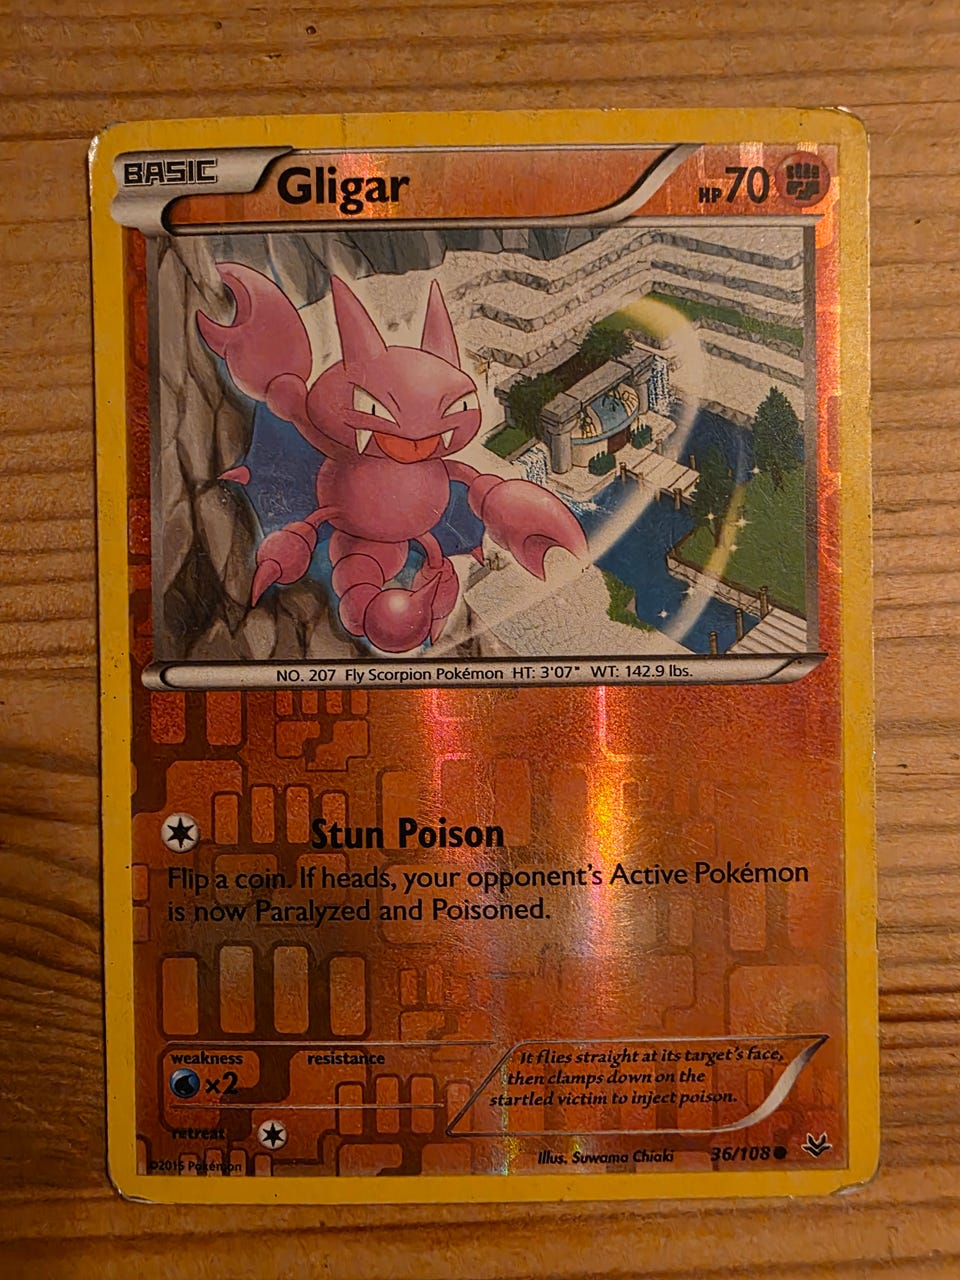 BASIC Gligar HP70
NO. 207 Fly Scorpion Pokémon HT: 3'07" WT: 142.9 lbs.
Stun Poison
Flip a coin. If heads, your opponent's Active Pokémon
is now Paralyzed and Poisoned.
weakness resistance
×2
It flies straight at its target's face,
then clamps down on the
startled victim to inject poison.
retreat
Illus. Suwama Chiaki 36/108
©2015 Pokémon